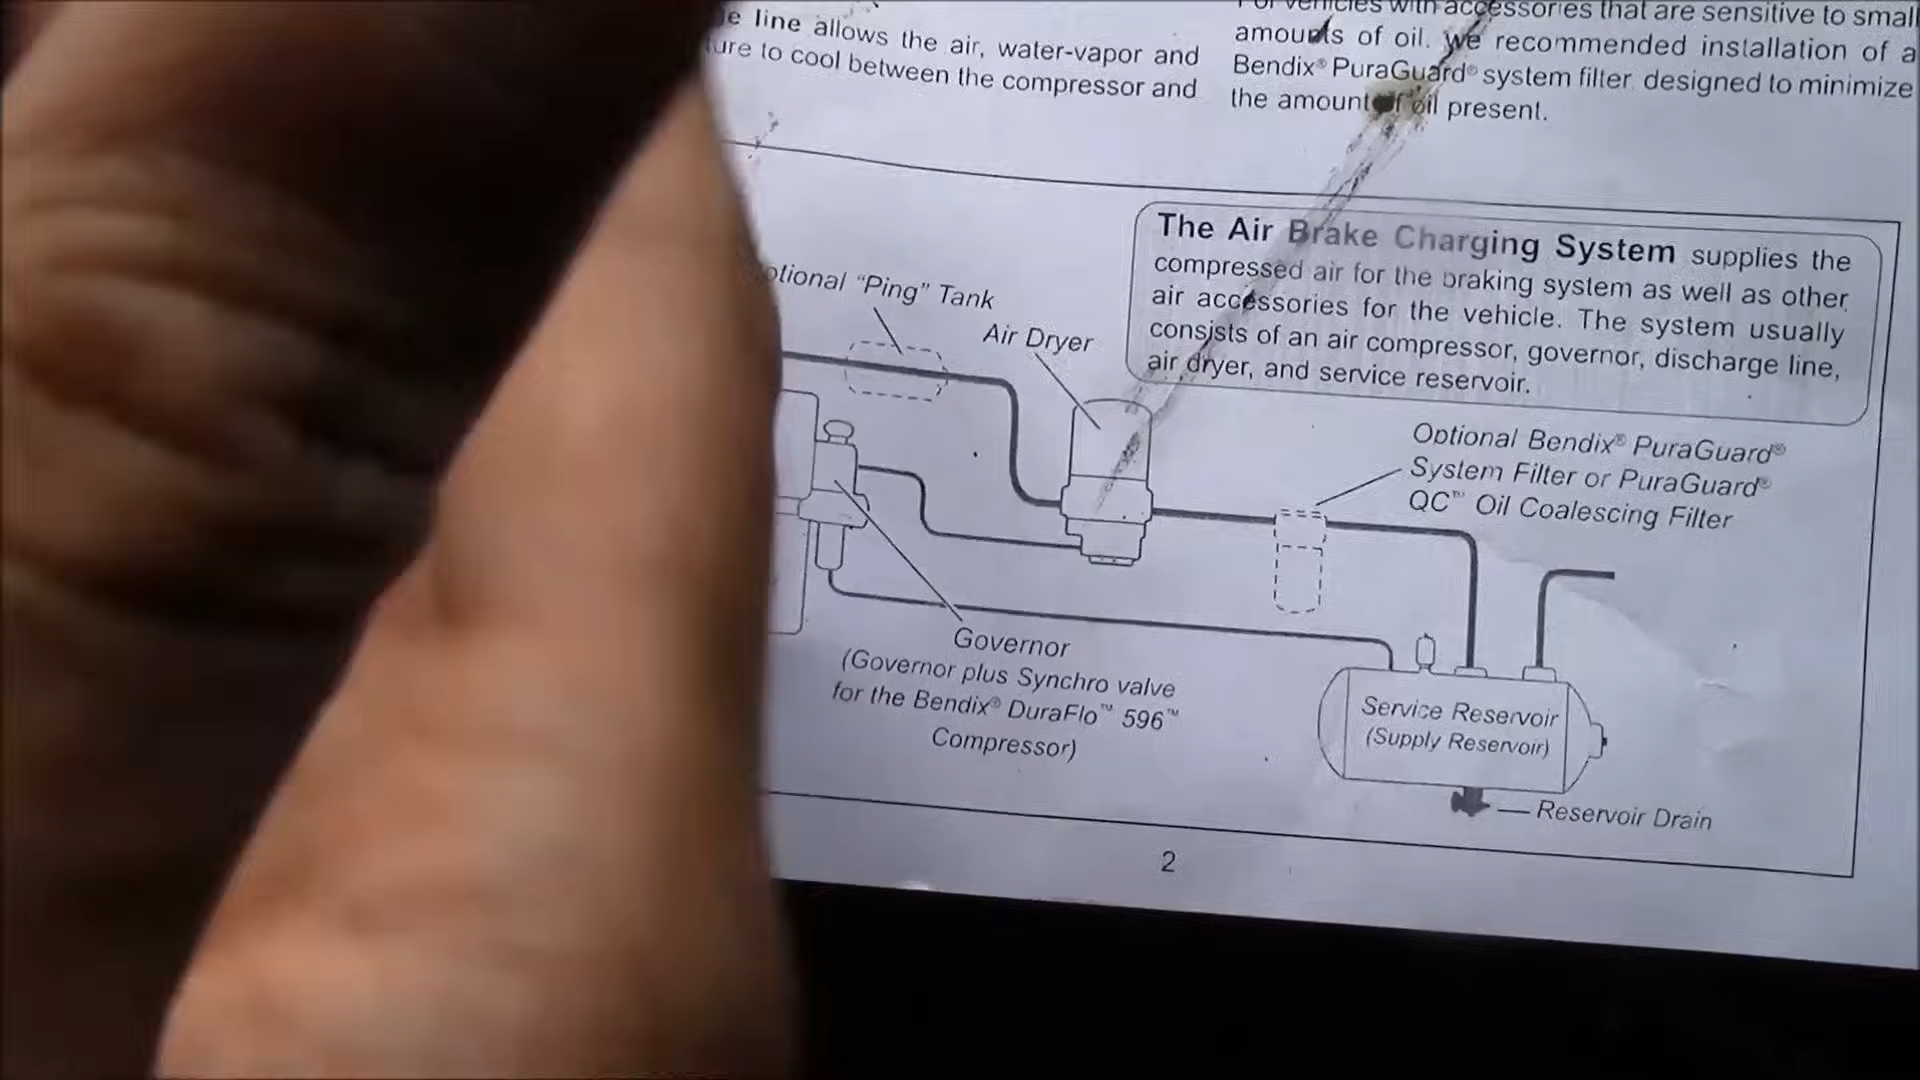 line allows the air, water-vapor and
to cool between the compressor and
vehicles with accessories that are sensitive to small
amounts of oil. we recommended installation of a
Bendix® PuraGuard® system filter designed to minimize
the amount of oil present.
The Air Brake Charging System supplies the
compressed air for the braking system as well as other
air accessories for the vehicle. The system usually
consists of an air compressor, governor, discharge line,
air dryer, and service reservoir.
"Ping" Tank
Air Dryer
Optional Bendix® PuraGuard®
System Filter or PuraGuard®
QC™ Oil Coalescing Filter
Governor
(Governor plus Synchro valve
for the Bendix® DuraFlo™ 596™
Compressor)
Service Reservoir
(Supply Reservoir)
Reservoir Drain
2